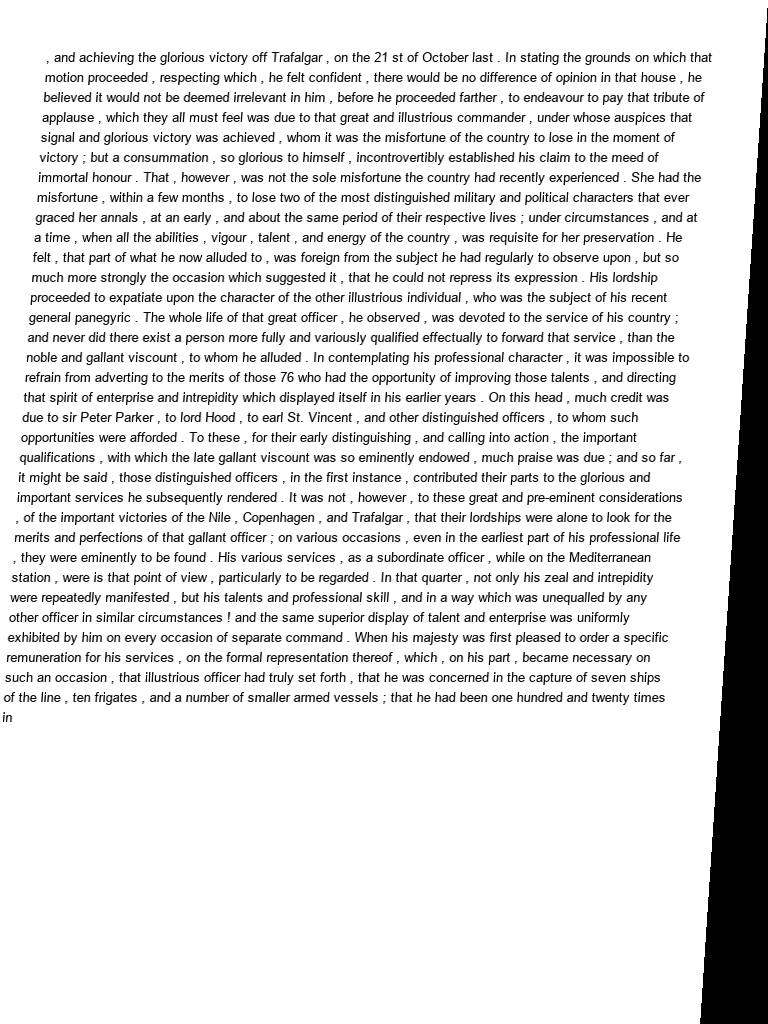 , and achieving the glorious victory off Trafalgar , on the 21 st of October last . In stating the grounds on which that
motion proceeded , respecting which , he felt confident , there would be no difference of opinion in that house , he
believed it would not be deemed irrelevant in him , before he proceeded farther , to endeavour to pay that tribute of
applause , which they all must feel was due to that great and illustrious commander , under whose auspices that
signal and glorious victory was achieved , whom it was the misfortune of the country to lose in the moment of
victory ; but a consummation , so glorious to himself , incontrovertibly established his claim to the meed of
immortal honour . That , however , was not the sole misfortune the country had recently experienced . She had the
misfortune , within a few months , to lose two of the most distinguished military and political characters that ever
graced her annals , at an early , and about the same period of their respective lives ; under circumstances , and at
a time , when all the abilities , vigour , talent , and energy of the country , was requisite for her preservation . He
felt , that part of what he now alluded to , was foreign from the subject he had regularly to observe upon , but so
much more strongly the occasion which suggested it , that he could not repress its expression . His lordship
proceeded to expatiate upon the character of the other illustrious individual , who was the subject of his recent
general panegyric . The whole life of that great officer , he observed , was devoted to the service of his country ;
and never did there exist a person more fully and variously qualified effectually to forward that service , than the
noble and gallant viscount , to whom he alluded . In contemplating his professional character , it was impossible to
refrain from adverting to the merits of those 76 who had the opportunity of improving those talents , and directing
that spirit of enterprise and intrepidity which displayed itself in his earlier years . On this head , much credit was
due to sir Peter Parker , to lord Hood , to earl St. Vincent , and other distinguished officers , to whom such
opportunities were afforded . To these , for their early distinguishing , and calling into action , the important
qualifications , with which the late gallant viscount was so eminently endowed , much praise was due ; and so far ,
it might be said , those distinguished officers , in the first instance , contributed their parts to the glorious and
important services he subsequently rendered . It was not , however , to these great and pre-eminent considerations
, of the important victories of the Nile , Copenhagen , and Trafalgar , that their lordships were alone to look for the
merits and perfections of that gallant officer ; on various occasions , even in the earliest part of his professional life
, they were eminently to be found . His various services , as a subordinate officer , while on the Mediterranean
station , were is that point of view , particularly to be regarded . In that quarter , not only his zeal and intrepidity
were repeatedly manifested , but his talents and professional skill , and in a way which was unequalled by any
other officer in similar circumstances ! and the same superior display of talent and enterprise was uniformly
exhibited by him on every occasion of separate command . When his majesty was first pleased to order a specific
remuneration for his services , on the formal representation thereof , which , on his part , became necessary on
such an occasion , that illustrious officer had truly set forth , that he was concerned in the capture of seven ships
of the line , ten frigates , and a number of smaller armed vessels ; that he had been one hundred and twenty times
in